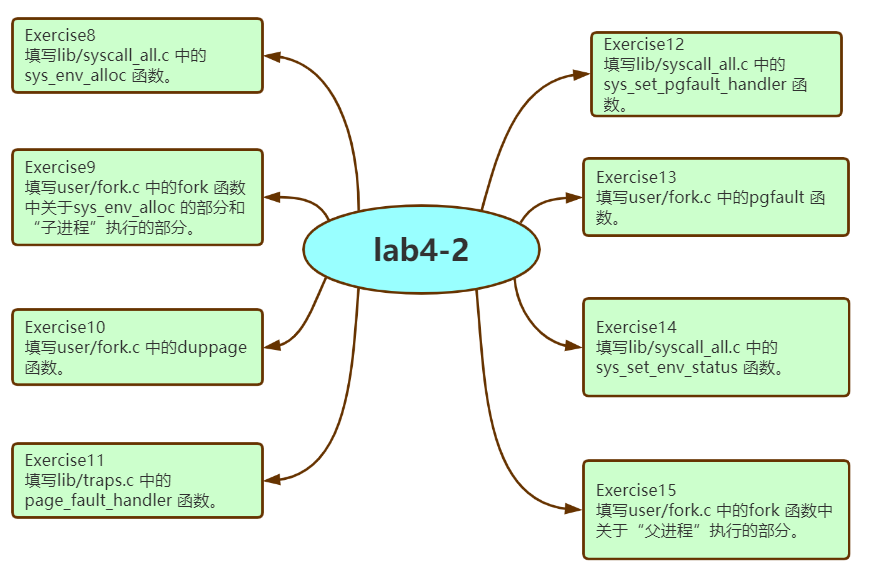 Exercise8
填写lib/syscall_all.c 中的
sys_env_alloc 函数。
Exercise9
填写user/fork.c 中的fork 函数
中关于sys_env_alloc 的部分和
“子进程”执行的部分。
Exercise10
填写user/fork.c 中的duppage
函数。
Exercise11
填写lib/traps.c 中的
page_fault_handler 函数。
lab4-2
Exercise12
填写lib/syscall_all.c 中的
sys_set_pgfault_handler 函
数。
Exercise13
填写user/fork.c 中的pgfault 函
数。
Exercise14
填写lib/syscall_all.c 中的
sys_set_env_status 函数。
Exercise15
填写user/fork.c 中的fork 函数中
关于“父进程”执行的部分。